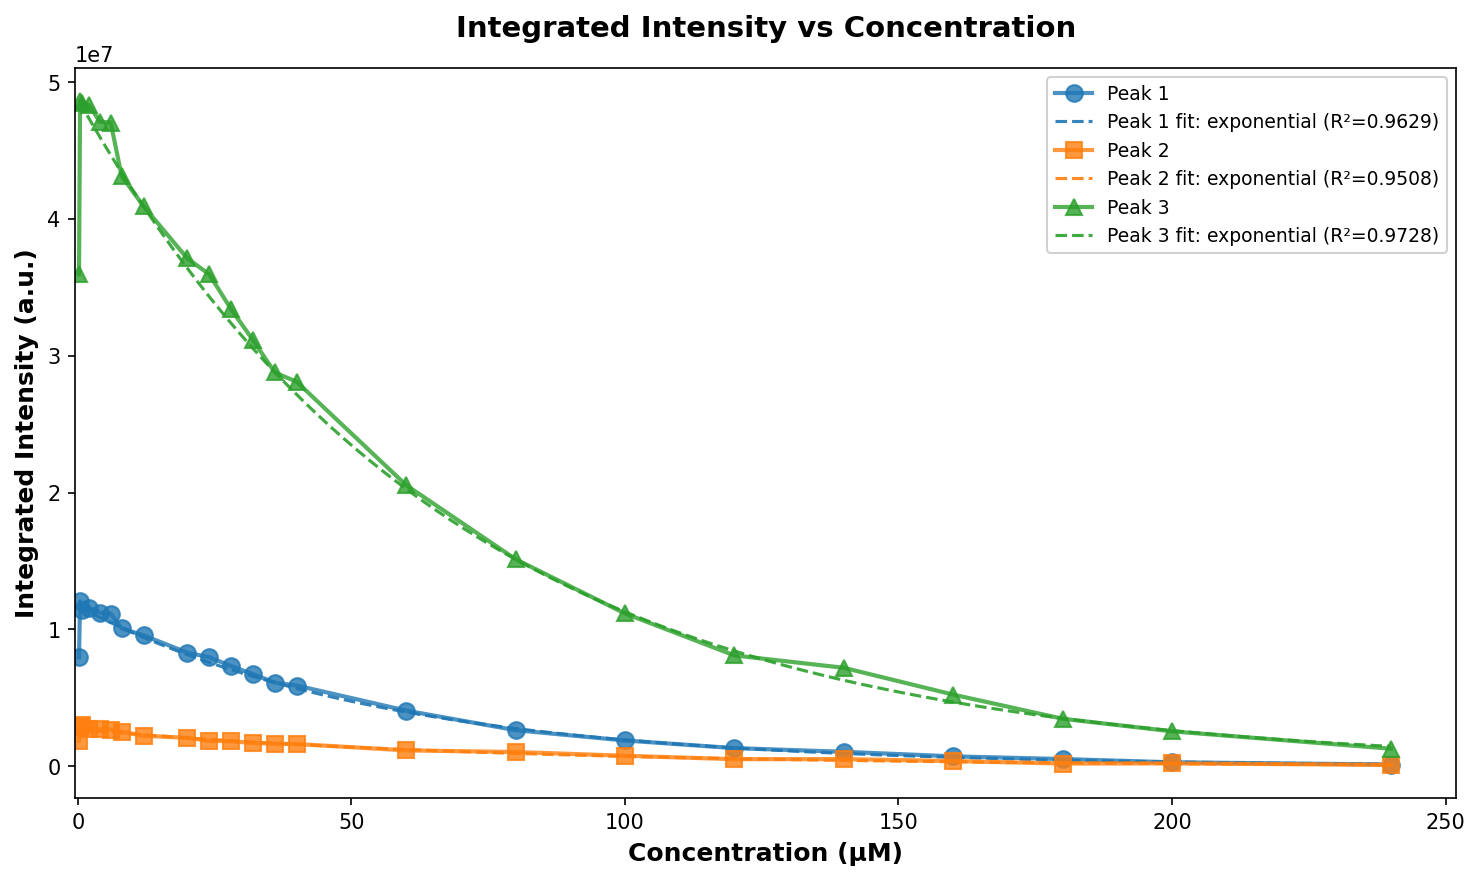 Integrated Intensity vs Concentration
1e7
5
4
3
2
1
0
Integrated Intensity (a.u.)
Peak 1
Peak 1 fit: exponential (R²=0.9629)
Peak 2
Peak 2 fit: exponential (R²=0.9508)
Peak 3
Peak 3 fit: exponential (R²=0.9728)
0 50 100 150 200 250
Concentration (μM)